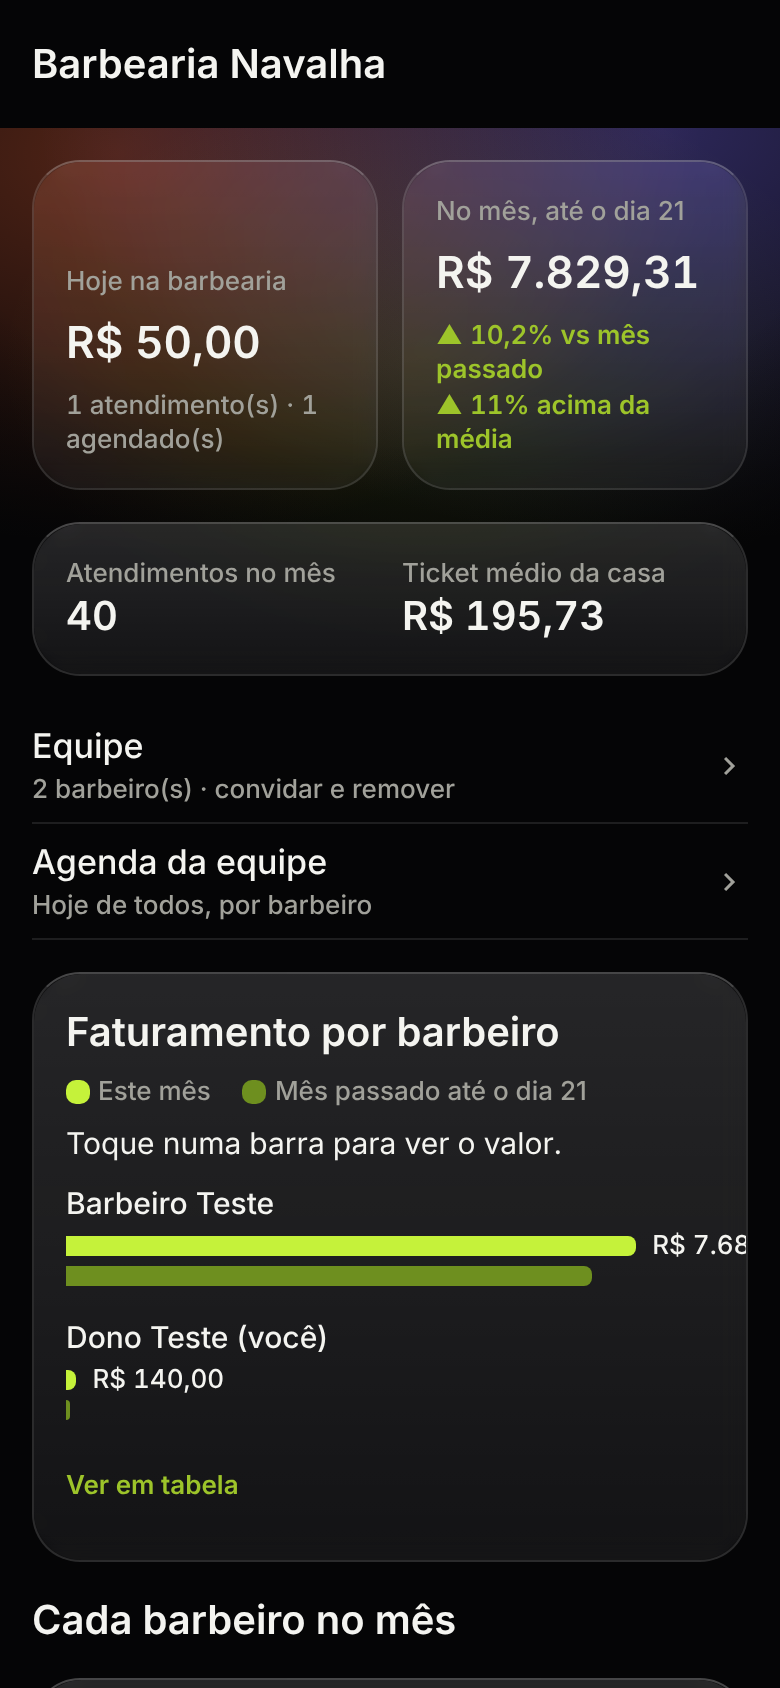 Barbearia Navalha
Hoje na barbearia
R$ 50,00
1 atendimento(s) · 1
agendado(s)
No mês, até o dia 21
R$ 7.829,31
▲ 10,2% vs mês
passado
▲ 11% acima da
média
Atendimentos no mês
40
Ticket médio da casa
R$ 195,73
Equipe
2 barbeiro(s) · convidar e remover
Agenda da equipe
Hoje de todos, por barbeiro
Faturamento por barbeiro
Este mês
Mês passado até o dia 21
Toque numa barra para ver o valor.
Barbeiro Teste
R$ 7.68
Dono Teste (você)
R$ 140,00
Ver em tabela
Cada barbeiro no mês